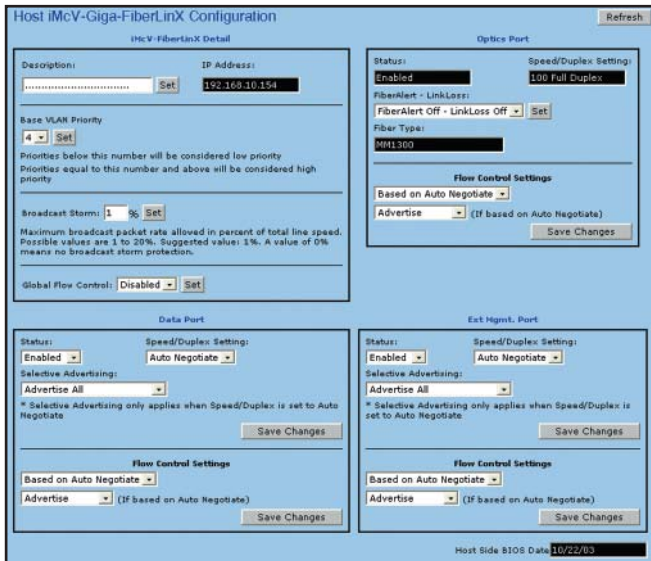 Host iMcV-Giga-FiberLinX Configuration
Refresh
iMcV-FiberLinX Detail
Description:
IP Address:
...............................
Set
192.168.10.154
Base VLAN Priority
4
Set
Priorities below this number will be considered low priority
Priorities equal to this number and above will be considered high
priority
Broadcast Storm: 1 % Set
Maximum broadcast packet rate allowed in percent of total line speed.
Possible values are 1 to 20%. Suggested value: 1%. A value of 0%
means no broadcast storm protection.
Global Flow Control: Disabled Set
Optics Port
Status:
Speed/Duplex Setting:
Enabled
100 Full Duplex
FiberAlert - LinkLoss:
FiberAlert Off - LinkLoss Off Set
Fiber Type:
MM1300
Flow Control Settings
Based on Auto Negotiate
Advertise (If based on Auto Negotiate)
Save Changes
Data Port
Status:
Speed/Duplex Setting:
Enabled
Auto Negotiate
Selective Advertising:
Advertise All
* Selective Advertising only applies when Speed/Duplex is set to Auto
Negotiate
Save Changes
Flow Control Settings
Based on Auto Negotiate
Advertise (If based on Auto Negotiate)
Save Changes
Ext Mgmt. Port
Status:
Speed/Duplex Setting:
Enabled
Auto Negotiate
Selective Advertising:
Advertise All
* Selective Advertising only applies when Speed/Duplex is
set to Auto Negotiate
Save Changes
Flow Control Settings
Based on Auto Negotiate
Advertise (If based on Auto Negotiate)
Save Changes
Host Side BIOS Date 10/22/03